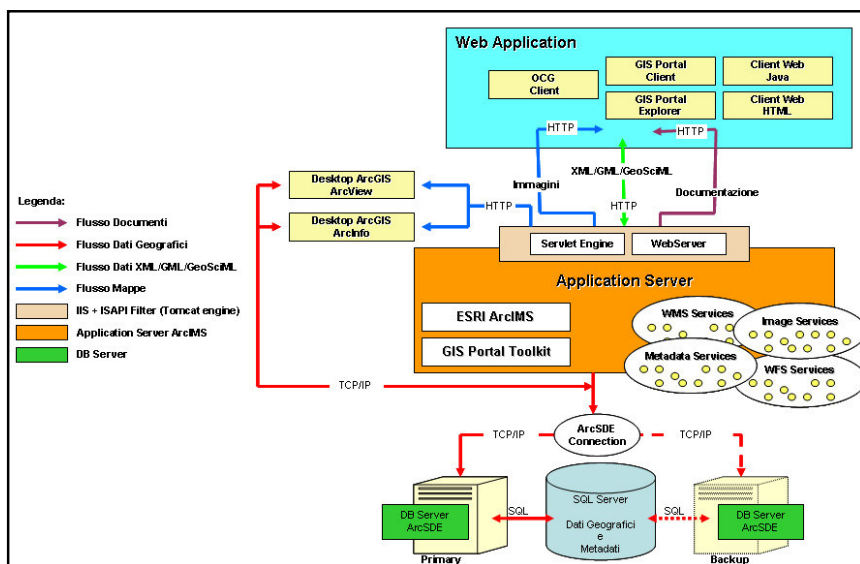 Web Application
OCG
Client
GIS Portal
Client
Client Web
Java
GIS Portal
Explorer
Client Web
HTML
HTTP
HTTP
XML/GML/GeoSciML
Immagini
Documentazione
HTTP
Desktop ArcGIS
ArcView
Desktop ArcGIS
ArcInfo
HTTP
Legenda:
Flusso Documenti
Flusso Dati Geografici
Flusso Dati XML/GML/GeoSciML
Flusso Mappe
IIS + ISAPI Filter (Tomcat engine)
Application Server ArcIMS
DB Server
Servlet Engine
WebServer
Application Server
ESRI ArcIMS
GIS Portal Toolkit
WMS Services
Image Services
Metadata Services
WFS Services
TCP/IP
ArcSDE
Connection
TCP/IP
TCP/IP
DB Server
ArcSDE
Primary
SQL
SQL Server
Dati Geografici
e
Metadati
SQL
DB Server
ArcSDE
Backup